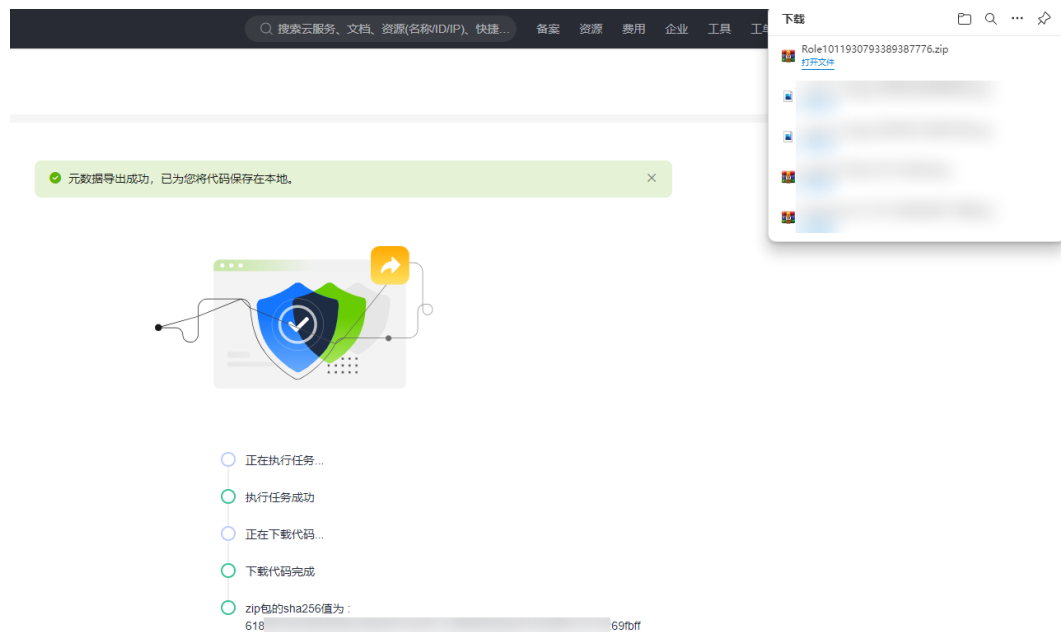 搜索云服务、文档、资源(名称/ID/IP)、快捷...
备案
资源
费用
企业
工具
下载
Role1011930793389387776.zip
打开文件
元数据导出成功，已为您将代码保存在本地。
正在执行任务...
执行任务成功
正在下载代码...
下载代码完成
zip包的sha256值为：
618
69fbff